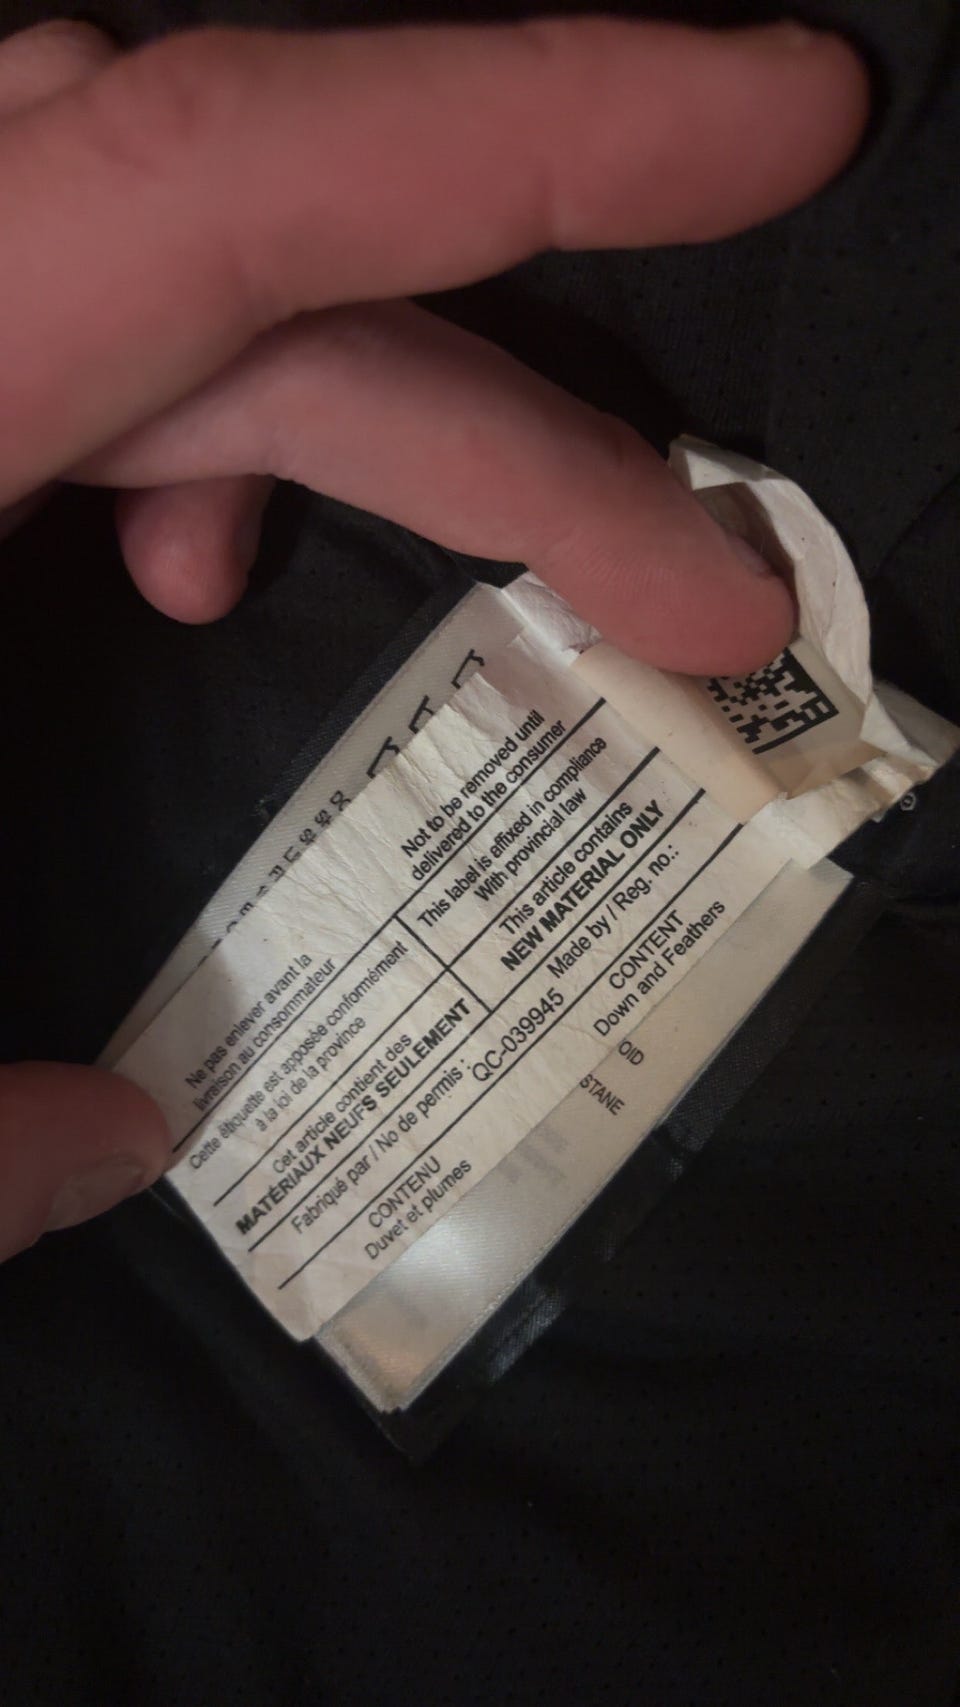 Ne pas enlever avant la
livraison au consommateur
Not to be removed until
delivered to the consumer
Cette étiquette est apposée conformément
à la loi de la province
This label is affixed in compliance
With provincial law
Cet article contient des
MATÉRIAUX NEUFS SEULEMENT
This article contains
NEW MATERIAL ONLY
Fabriqué par / No de permis :
Made by / Reg. no.:
QC-039945
CONTENU
Duvet et plumes
CONTENT
Down and Feathers
OID
STANE